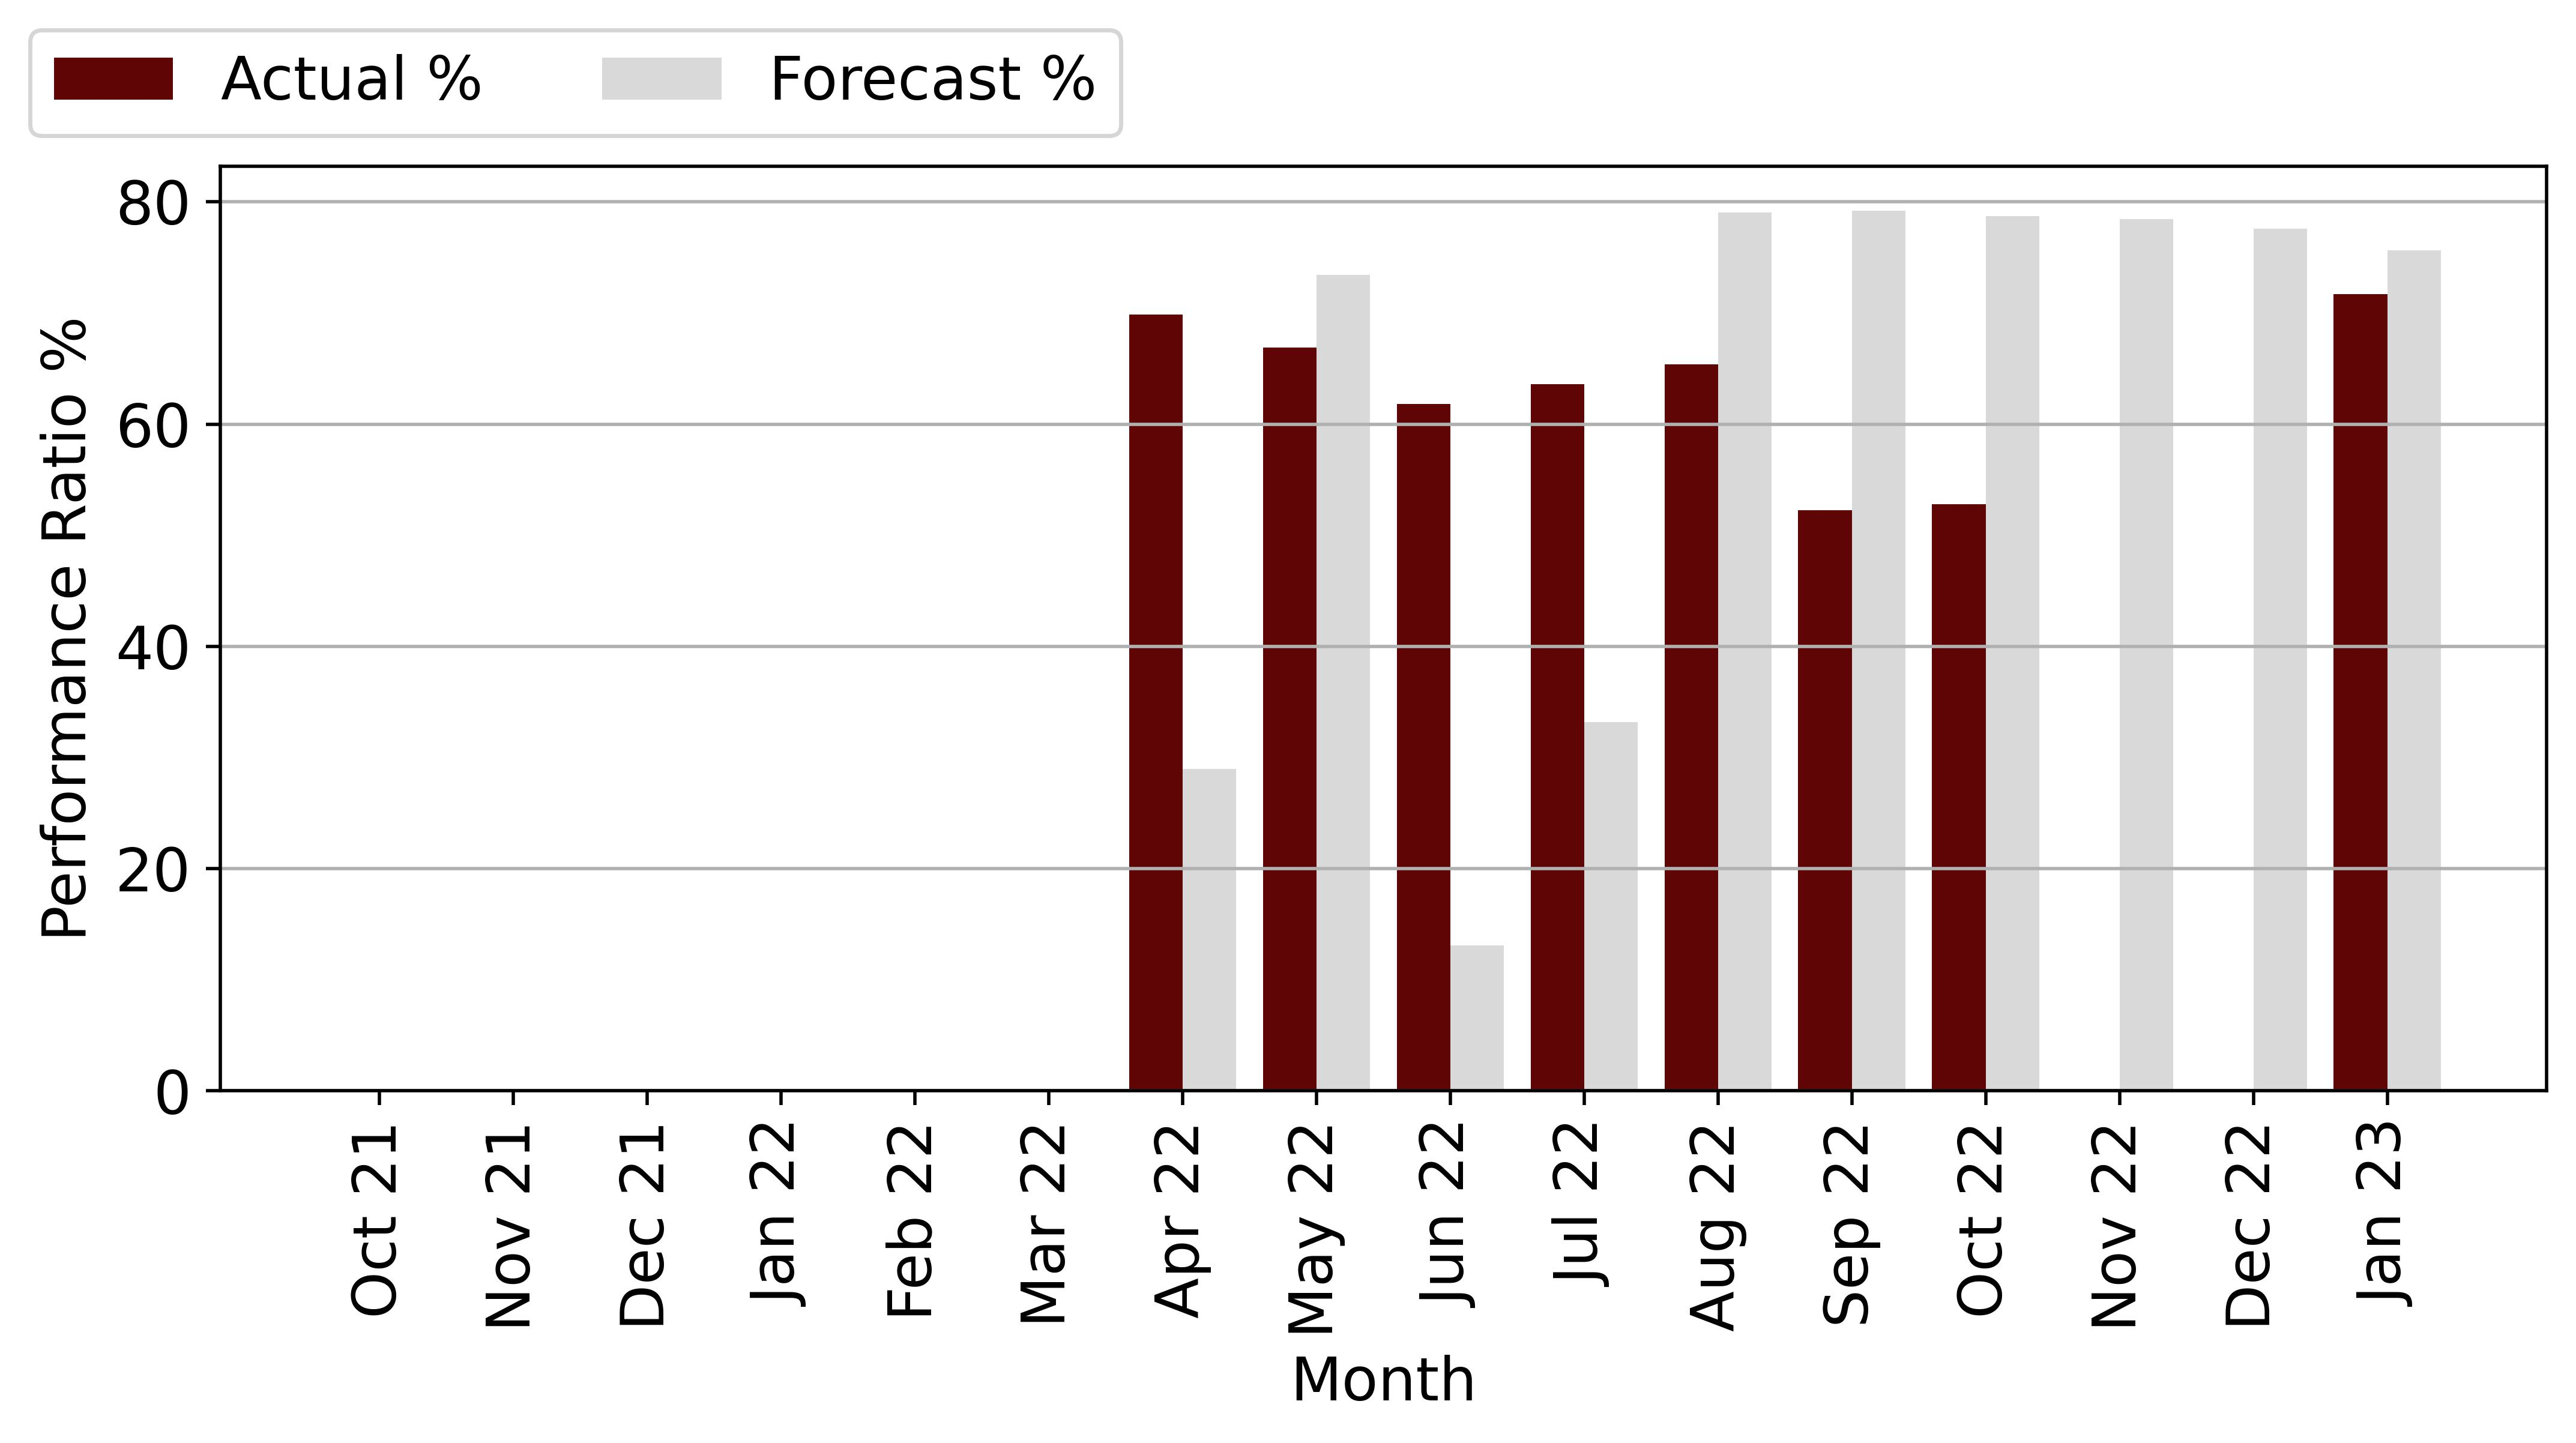 Actual %
Forecast %
Performance Ratio %
80
60
40
20
0
Oct 21
Nov 21
Dec 21
Jan 22
Feb 22
Mar 22
Apr 22
May 22
Jun 22
Jul 22
Aug 22
Sep 22
Oct 22
Nov 22
Dec 22
Jan 23
Month